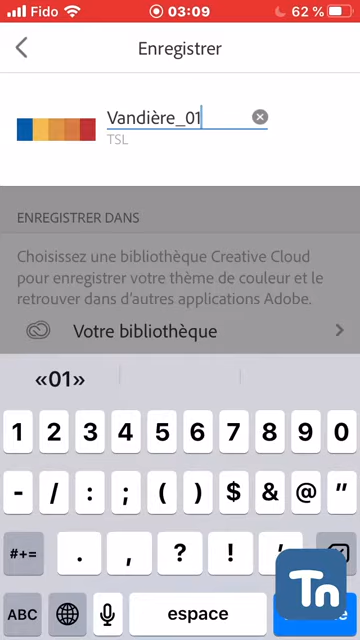 Fido 03:09 62 %
Enregistrer
Vandière_01
TSL
ENREGISTRER DANS
Choisissez une bibliothèque Creative Cloud
pour enregistrer votre thème de couleur et le
retrouver dans d'autres applications Adobe.
Votre bibliothèque
«01»
1 2 3 4 5 6 7 8 9 0
- / : ; ( ) $ & @ "
#+= . , ? ! '
Tn
ABC espace